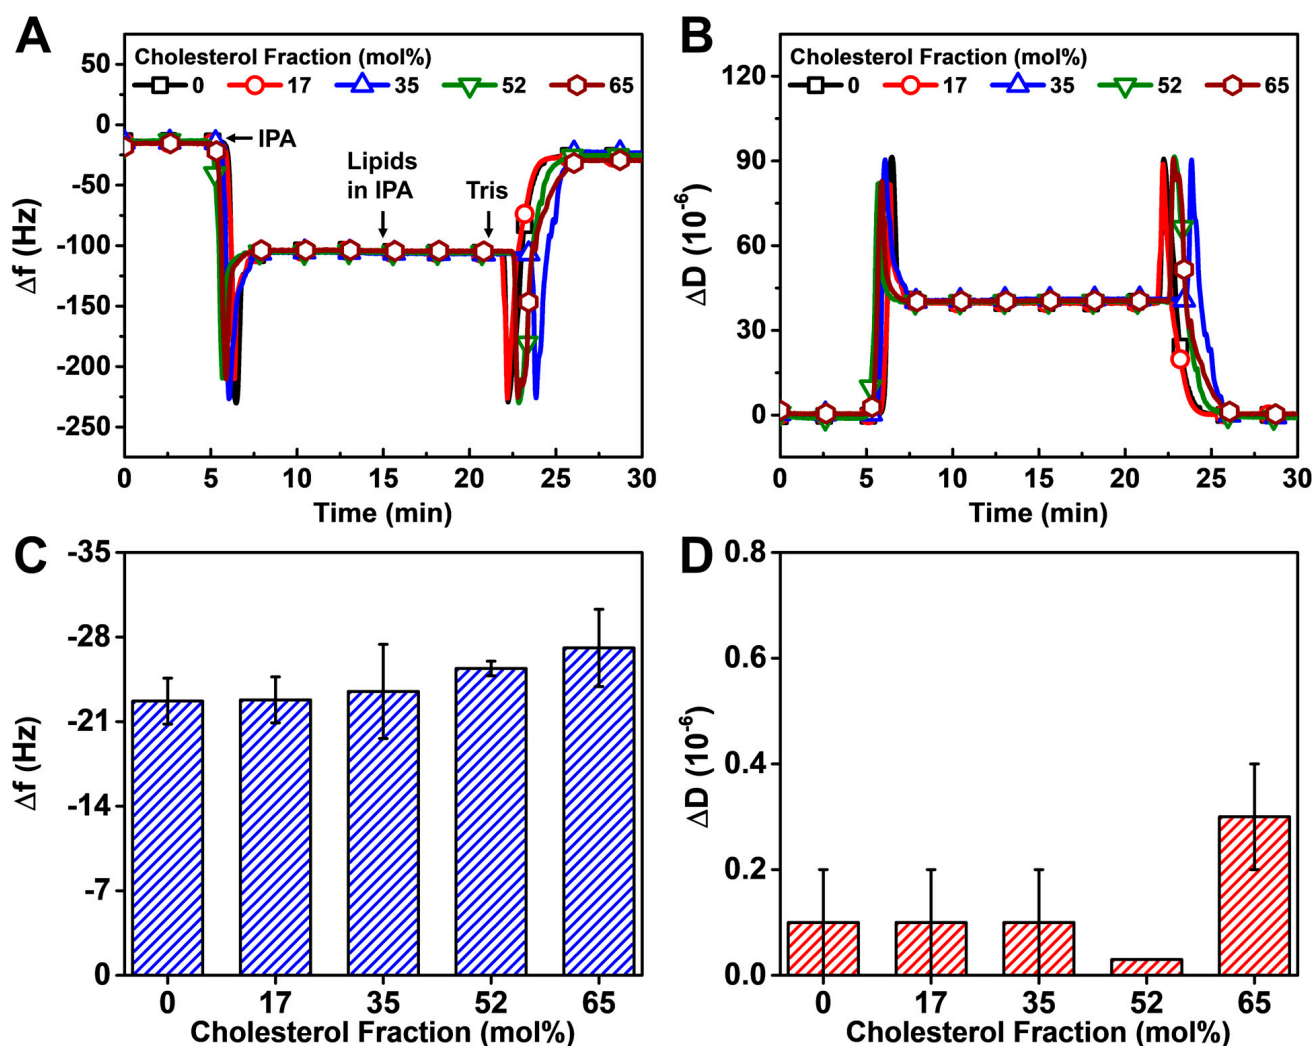 A
Cholesterol Fraction (mol%)
0 17 35 52 65
50
0
-50
-100
-150
-200
-250
Δf (Hz)
IPA
Lipids
in IPA
Tris
0 5 10 15 20 25 30
Time (min)
B
Cholesterol Fraction (mol%)
0 17 35 52 65
120
90
60
30
0
ΔD (10⁻⁶)
0 5 10 15 20 25 30
Time (min)
C
-35
-28
-21
-14
-7
0
Δf (Hz)
0 17 35 52 65
Cholesterol Fraction (mol%)
D
0.8
0.6
0.4
0.2
0.0
ΔD (10⁻⁶)
0 17 35 52 65
Cholesterol Fraction (mol%)